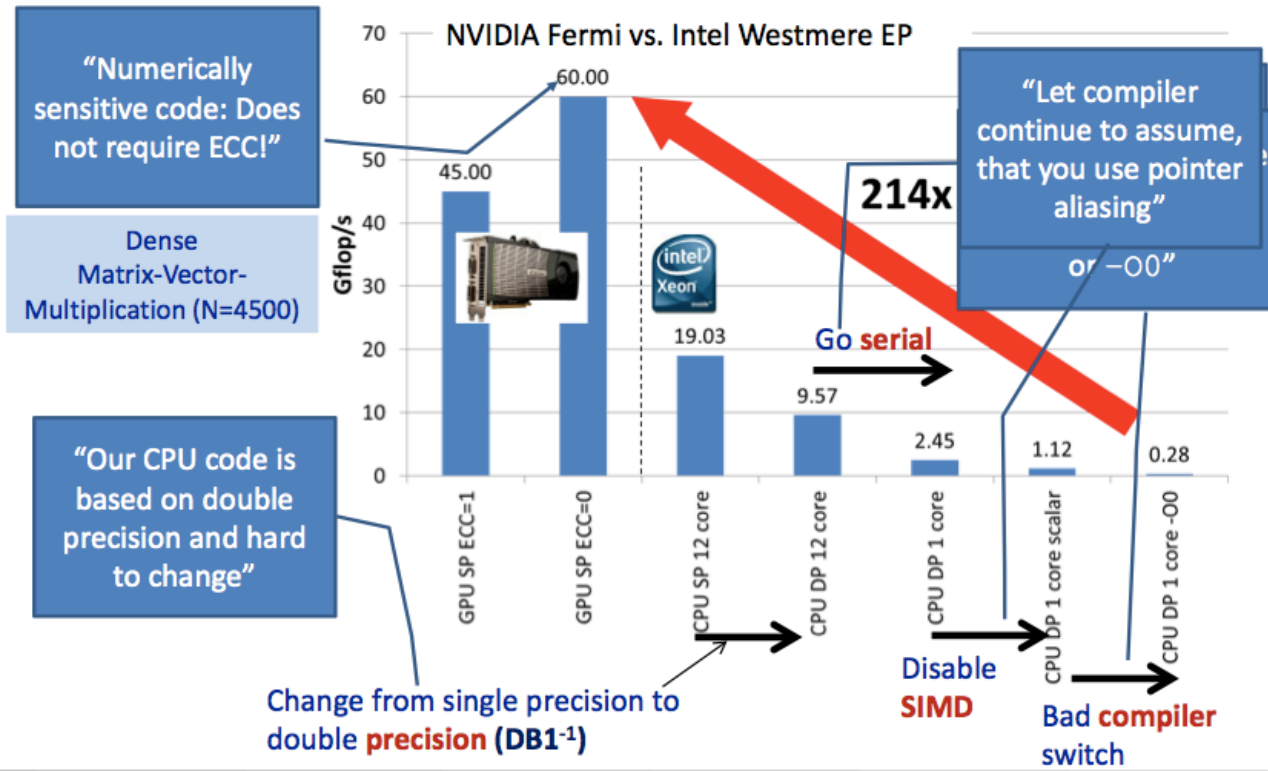 NVIDIA Fermi vs. Intel Westmere EP
“Numerically
sensitive code: Does
not require ECC!”
Dense
Matrix-Vector-
Multiplication (N=4500)
“Our CPU code is
based on double
precision and hard
to change”
Gflop/s
70
60
50
40
30
20
10
0
45.00
60.00
19.03
9.57
2.45
1.12
0.28
intel
Xeon
inside
214x
Go serial
“Let compiler
continue to assume,
that you use pointer
aliasing”
or –O0”
GPU SP ECC=1
GPU SP ECC=0
CPU SP 12 core
CPU DP 12 core
CPU DP 1 core
CPU DP 1 core scalar
CPU DP 1 core -O0
Change from single precision to
double precision (DB1-1)
Disable
SIMD
Bad compiler
switch